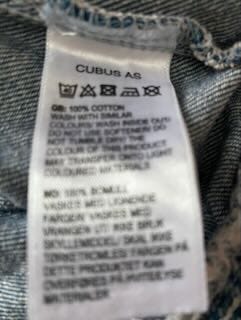 CUBUS AS
GB: 100% COTTON
WASH WITH SIMILAR
COLOURS. WASH INSIDE OUT.
DO NOT USE SOFTENER. DO
NOT TUMBLE DRY. THE
COLOUR OF THIS PRODUCT
MAY TRANSFER ONTO LIGHT
COLOURED MATERIALS.
NO: 100% BOMULL
VASKES MED LIGNENDE
FARGER. VASKES MED
VRANGEN UT. IKKE BRUK
SKYLLEMIDDEL. SKAL IKKE
TØRKETROMLES. FARGEN PÅ
DETTE PRODUKTET KAN
OVERFØRES PÅ HVITE/LYSE
MATERIALER.